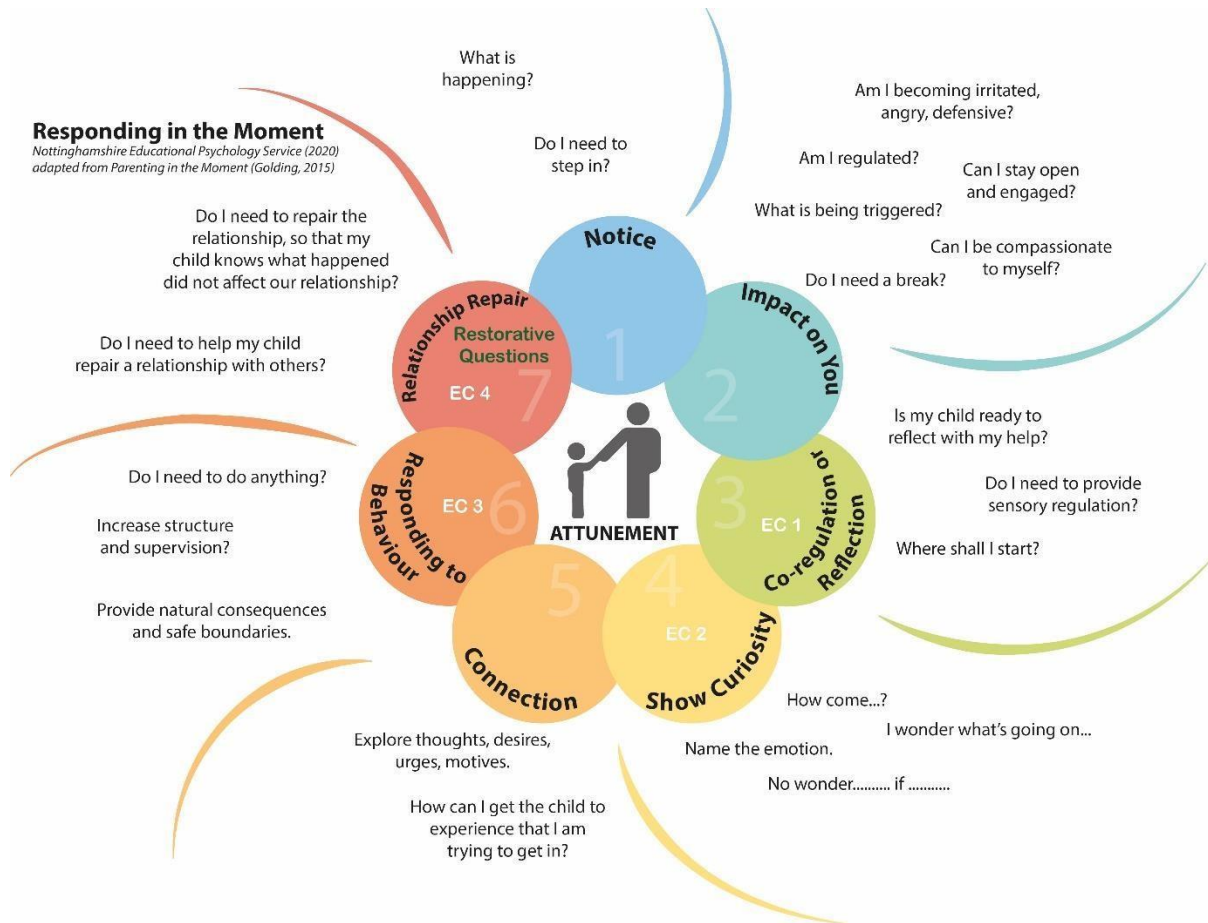 Responding in the Moment
Nottinghamshire Educational Psychology Service (2020)
adapted from Parenting in the Moment (Golding, 2015)
What is
happening?
Do I need to
step in?
Notice
1
Am I becoming irritated,
angry, defensive?
Am I regulated?
Can I stay open
and engaged?
What is being triggered?
Can I be compassionate
to myself?
Do I need a break?
Impact on You
2
Is my child ready to
reflect with my help?
Do I need to provide
sensory regulation?
Where shall I start?
3
EC 1
Co-regulation or
Reflection
How come...?
I wonder what's going on...
Name the emotion.
No wonder.......... if ...........
4
EC 2
Show Curiosity
Explore thoughts, desires,
urges, motives.
How can I get the child to
experience that I am
trying to get in?
5
Connection
Do I need to do anything?
Increase structure
and supervision?
Provide natural consequences
and safe boundaries.
EC 3
6
Responding to
Behaviour
Do I need to repair the
relationship, so that my
child knows what happened
did not affect our relationship?
Do I need to help my child
repair a relationship with others?
Relationship Repair
Restorative
Questions
EC 4
7
ATTUNEMENT